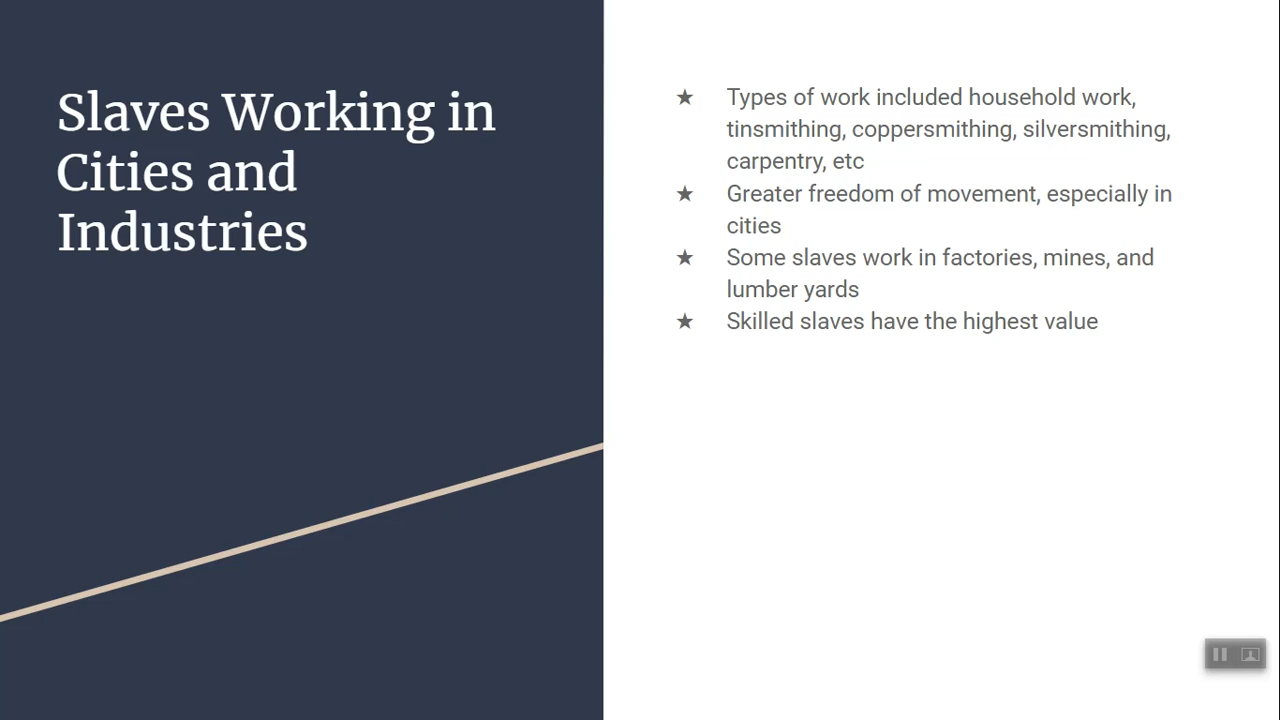 Slaves Working in
Cities and
Industries
★ Types of work included household work,
tinsmithing, coppersmithing, silversmithing,
carpentry, etc
★ Greater freedom of movement, especially in
cities
★ Some slaves work in factories, mines, and
lumber yards
★ Skilled slaves have the highest value